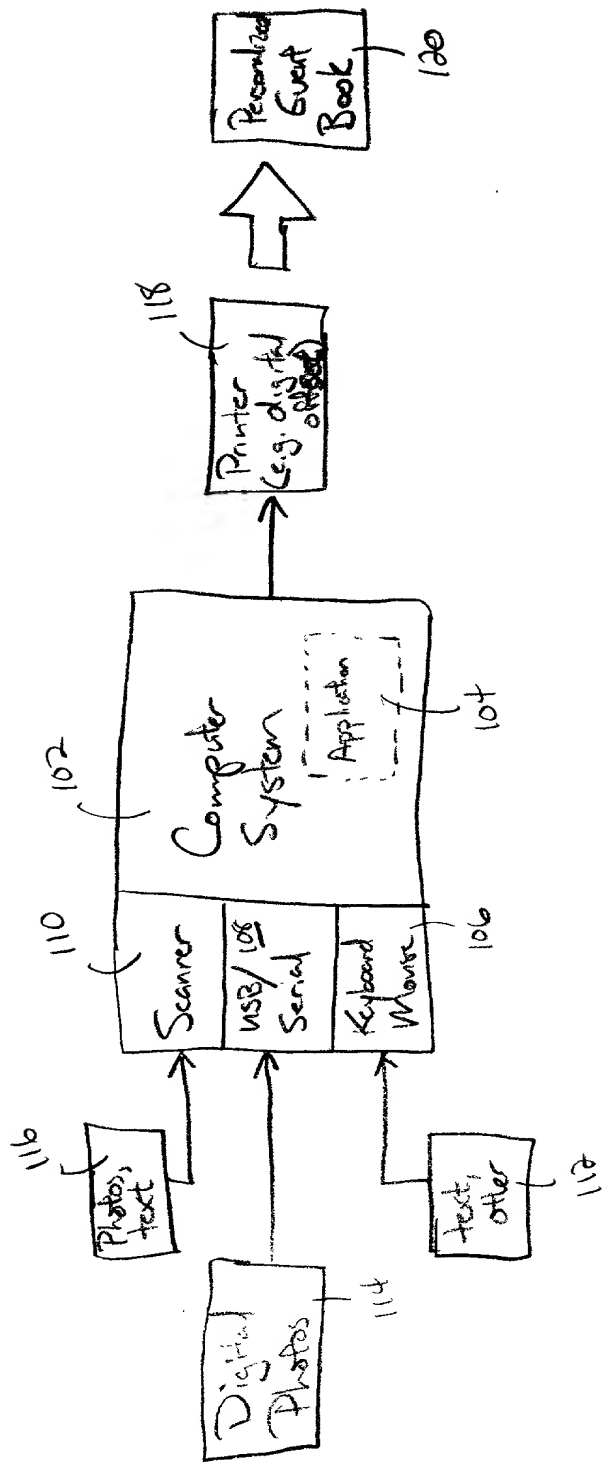 116
Photos,
text
Digital
Photos
114
text,
other
112
110
Scanner
USB/ 108
Serial
Keyboard
Mouse
106
102
Computer
System
Application
104
118
Printer
(e.g. digital
offset)
Personalized
Event
Book
120